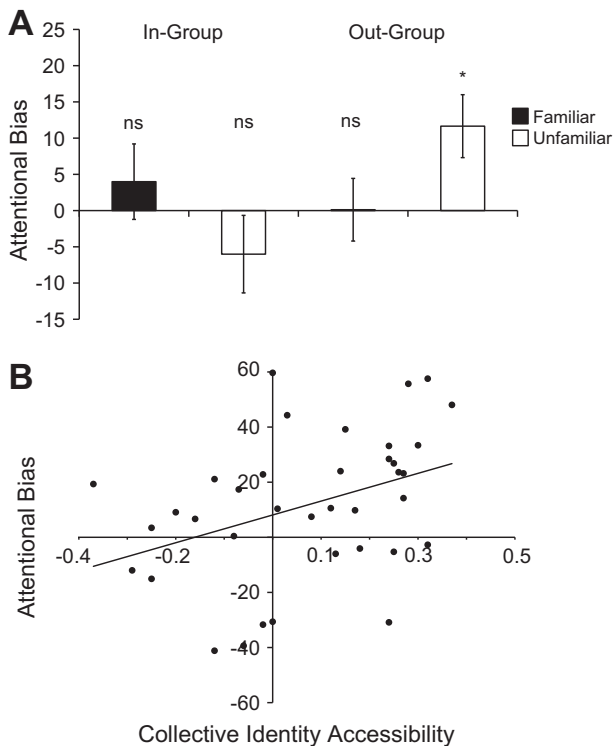 A
In-Group
Out-Group
25
20
15
10
5
0
-5
-10
-15
Attentional Bias
ns
ns
ns
*
Familiar
Unfamiliar
B
60
40
20
-20
-40
-60
-0.4
-0.2
0.1
0.3
0.5
Attentional Bias
Collective Identity Accessibility